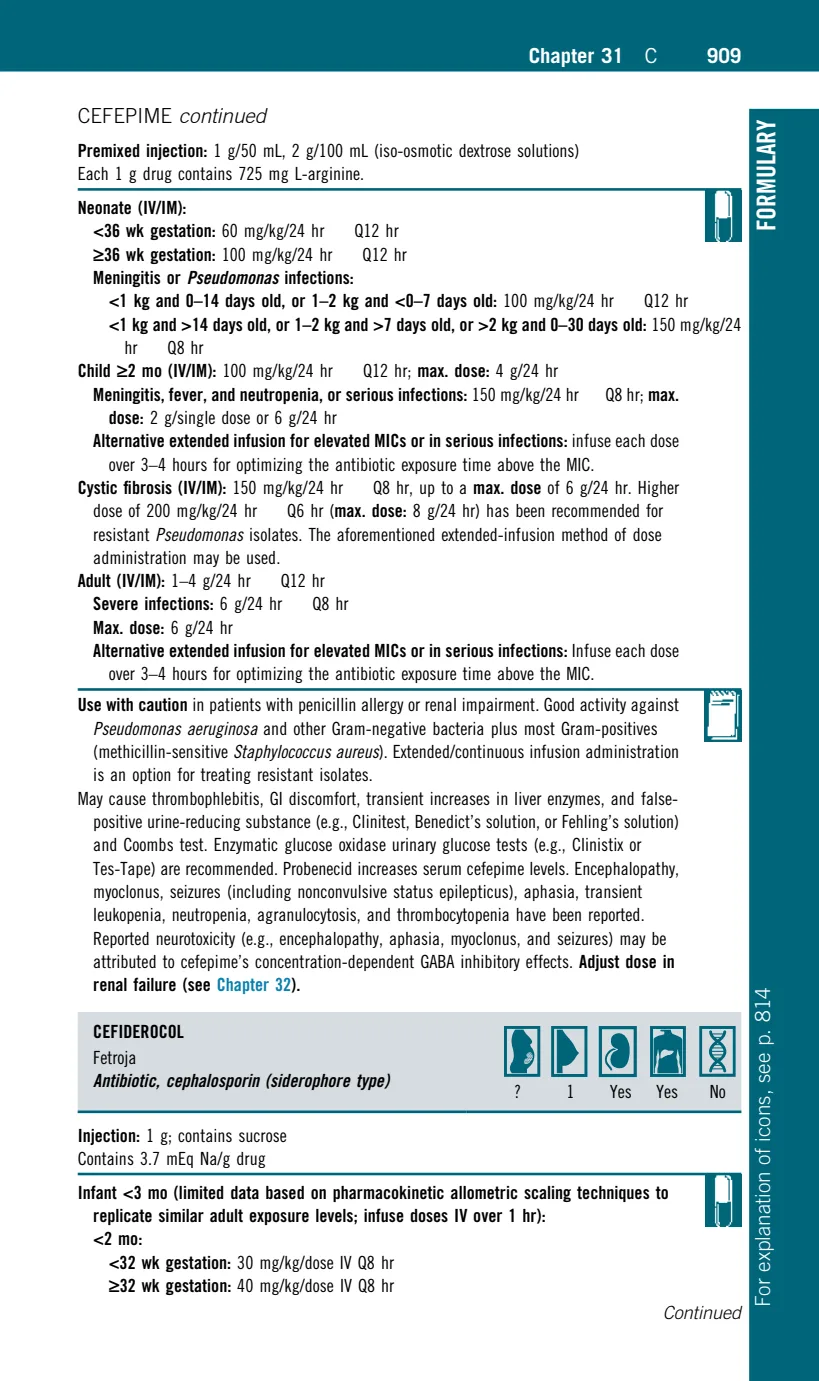 Chapter 31 C 909
CEFEPIME continued
Premixed injection: 1 g/50 mL, 2 g/100 mL (iso-osmotic dextrose solutions)
Each 1 g drug contains 725 mg L-arginine.
Neonate (IV/IM):
<36 wk gestation: 60 mg/kg/24 hr Q12 hr
≥36 wk gestation: 100 mg/kg/24 hr Q12 hr
Meningitis or Pseudomonas infections:
<1 kg and 0–14 days old, or 1–2 kg and <0–7 days old: 100 mg/kg/24 hr Q12 hr
<1 kg and >14 days old, or 1–2 kg and >7 days old, or >2 kg and 0–30 days old: 150 mg/kg/24
hr Q8 hr
Child ≥2 mo (IV/IM): 100 mg/kg/24 hr Q12 hr; max. dose: 4 g/24 hr
Meningitis, fever, and neutropenia, or serious infections: 150 mg/kg/24 hr Q8 hr; max.
dose: 2 g/single dose or 6 g/24 hr
Alternative extended infusion for elevated MICs or in serious infections: infuse each dose
over 3–4 hours for optimizing the antibiotic exposure time above the MIC.
Cystic fibrosis (IV/IM): 150 mg/kg/24 hr Q8 hr, up to a max. dose of 6 g/24 hr. Higher
dose of 200 mg/kg/24 hr Q6 hr (max. dose: 8 g/24 hr) has been recommended for
resistant Pseudomonas isolates. The aforementioned extended-infusion method of dose
administration may be used.
Adult (IV/IM): 1–4 g/24 hr Q12 hr
Severe infections: 6 g/24 hr Q8 hr
Max. dose: 6 g/24 hr
Alternative extended infusion for elevated MICs or in serious infections: Infuse each dose
over 3–4 hours for optimizing the antibiotic exposure time above the MIC.
Use with caution in patients with penicillin allergy or renal impairment. Good activity against
Pseudomonas aeruginosa and other Gram-negative bacteria plus most Gram-positives
(methicillin-sensitive Staphylococcus aureus). Extended/continuous infusion administration
is an option for treating resistant isolates.
May cause thrombophlebitis, GI discomfort, transient increases in liver enzymes, and false-
positive urine-reducing substance (e.g., Clinitest, Benedict's solution, or Fehling's solution)
and Coombs test. Enzymatic glucose oxidase urinary glucose tests (e.g., Clinistix or
Tes-Tape) are recommended. Probenecid increases serum cefepime levels. Encephalopathy,
myoclonus, seizures (including nonconvulsive status epilepticus), aphasia, transient
leukopenia, neutropenia, agranulocytosis, and thrombocytopenia have been reported.
Reported neurotoxicity (e.g., encephalopathy, aphasia, myoclonus, and seizures) may be
attributed to cefepime's concentration-dependent GABA inhibitory effects. Adjust dose in
renal failure (see Chapter 32).
CEFIDEROCOL
Fetroja
Antibiotic, cephalosporin (siderophore type)
? 1 Yes Yes No
Injection: 1 g; contains sucrose
Contains 3.7 mEq Na/g drug
Infant <3 mo (limited data based on pharmacokinetic allometric scaling techniques to
replicate similar adult exposure levels; infuse doses IV over 1 hr):
<2 mo:
<32 wk gestation: 30 mg/kg/dose IV Q8 hr
≥32 wk gestation: 40 mg/kg/dose IV Q8 hr
Continued
FORMULARY
For explanation of icons, see p. 814